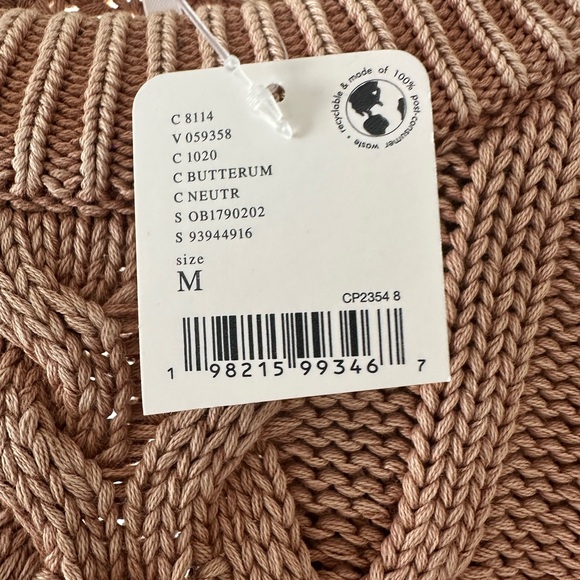 recyclable & made of 100% post-consumer waste •
C 8114
V 059358
C 1020
C BUTTERUM
C NEUTR
S OB1790202
S 93944916
size
M
CP2354 8
1 98215 99346 7